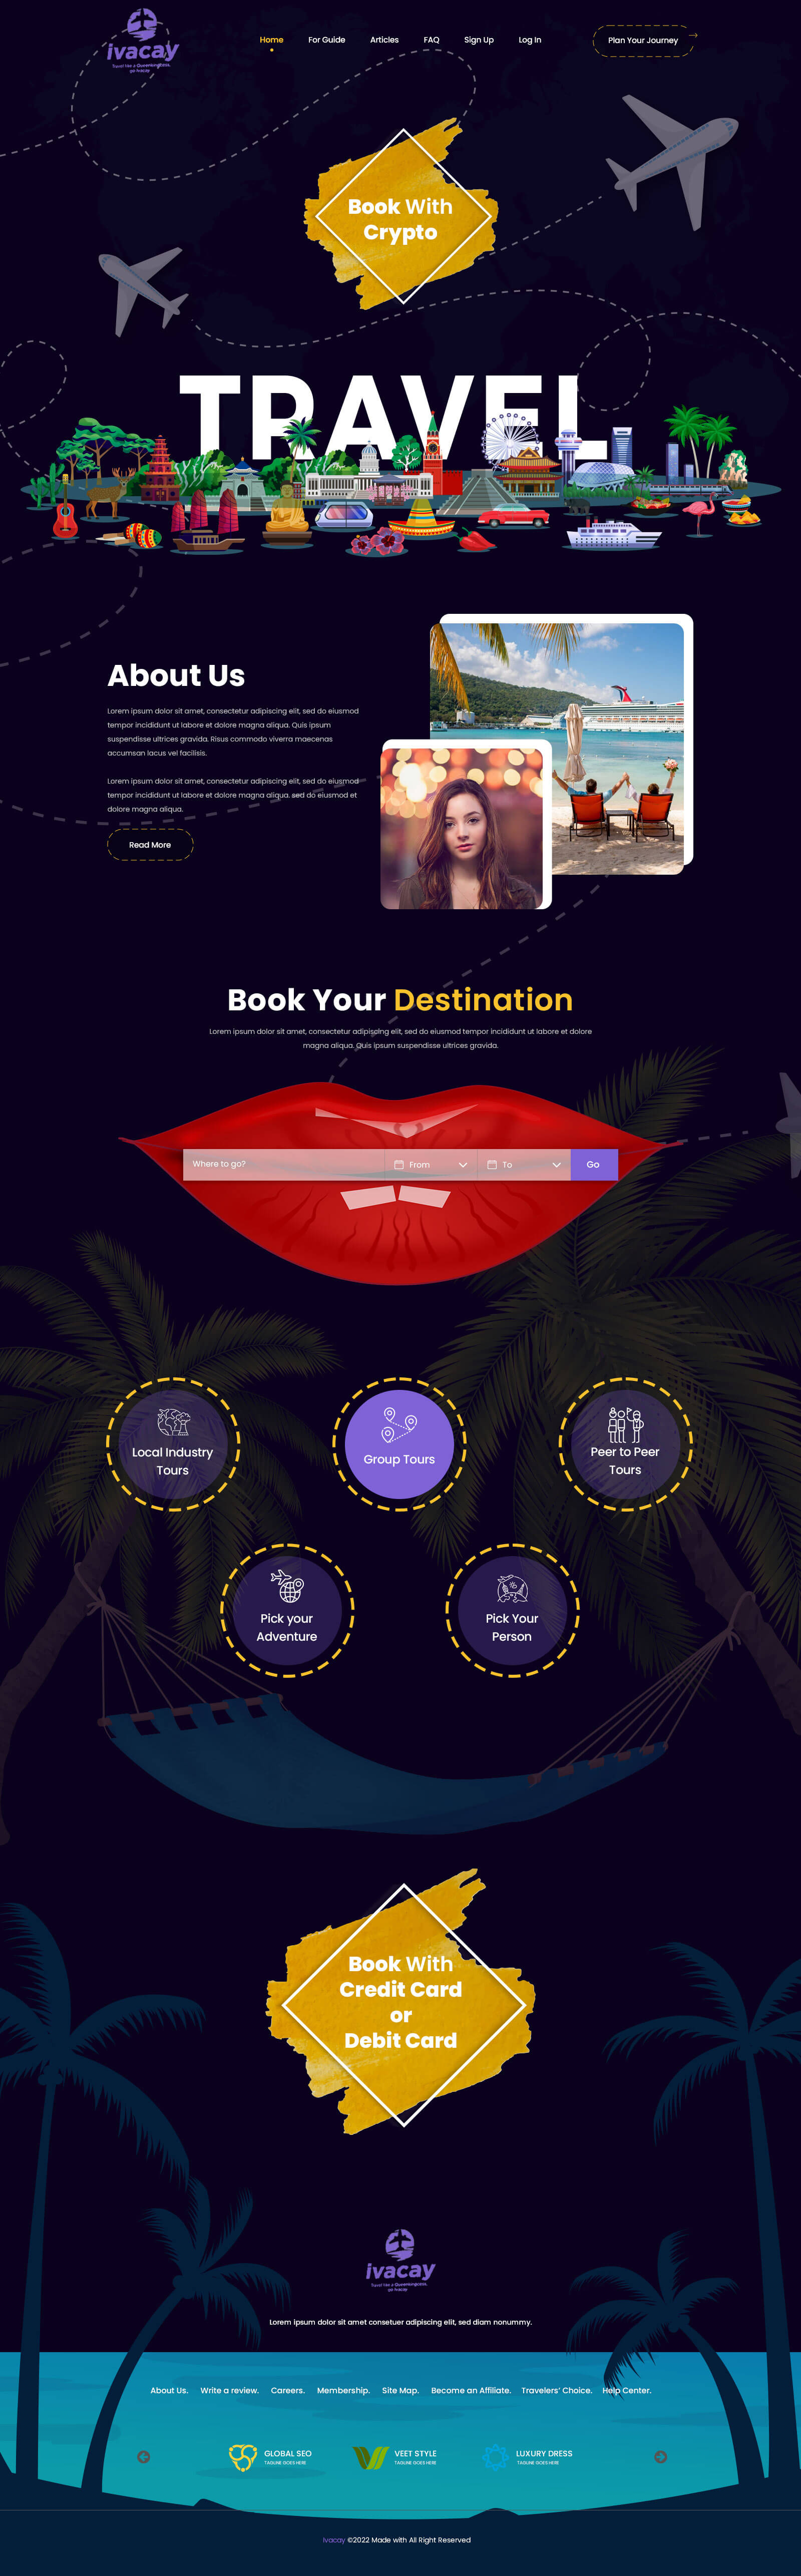 ivacay
Travel like a Queenkingboss,
go ivacay
Home
For Guide
Articles
FAQ
Sign Up
Log In
Plan Your Journey
Book With
Crypto
TRAVEL
About Us
Lorem ipsum dolor sit amet, consectetur adipiscing elit, sed do eiusmod
tempor incididunt ut labore et dolore magna aliqua. Quis ipsum
suspendisse ultrices gravida. Risus commodo viverra maecenas
accumsan lacus vel facilisis.
Lorem ipsum dolor sit amet, consectetur adipiscing elit, sed do eiusmod
tempor incididunt ut labore et dolore magna aliqua. sed do eiusmod et
dolore magna aliqua.
Read More
Book Your Destination
Lorem ipsum dolor sit amet, consectetur adipiscing elit, sed do eiusmod tempor incididunt ut labore et dolore
magna aliqua. Quis ipsum suspendisse ultrices gravida.
Where to go?
From
To
Go
Local Industry
Tours
Group Tours
Peer to Peer
Tours
Pick your
Adventure
Pick Your
Person
Book With
Credit Card
or
Debit Card
ivacay
Travel like a Queenkingboss,
go ivacay
Lorem ipsum dolor sit amet consetuer adipiscing elit, sed diam nonummy.
About Us.
Write a review.
Careers.
Membership.
Site Map.
Become an Affiliate.
Travelers' Choice.
Help Center.
GLOBAL SEO
TAGLINE GOES HERE
VEET STYLE
TAGLINE GOES HERE
LUXURY DRESS
TAGLINE GOES HERE
Ivacay ©2022 Made with All Right Reserved